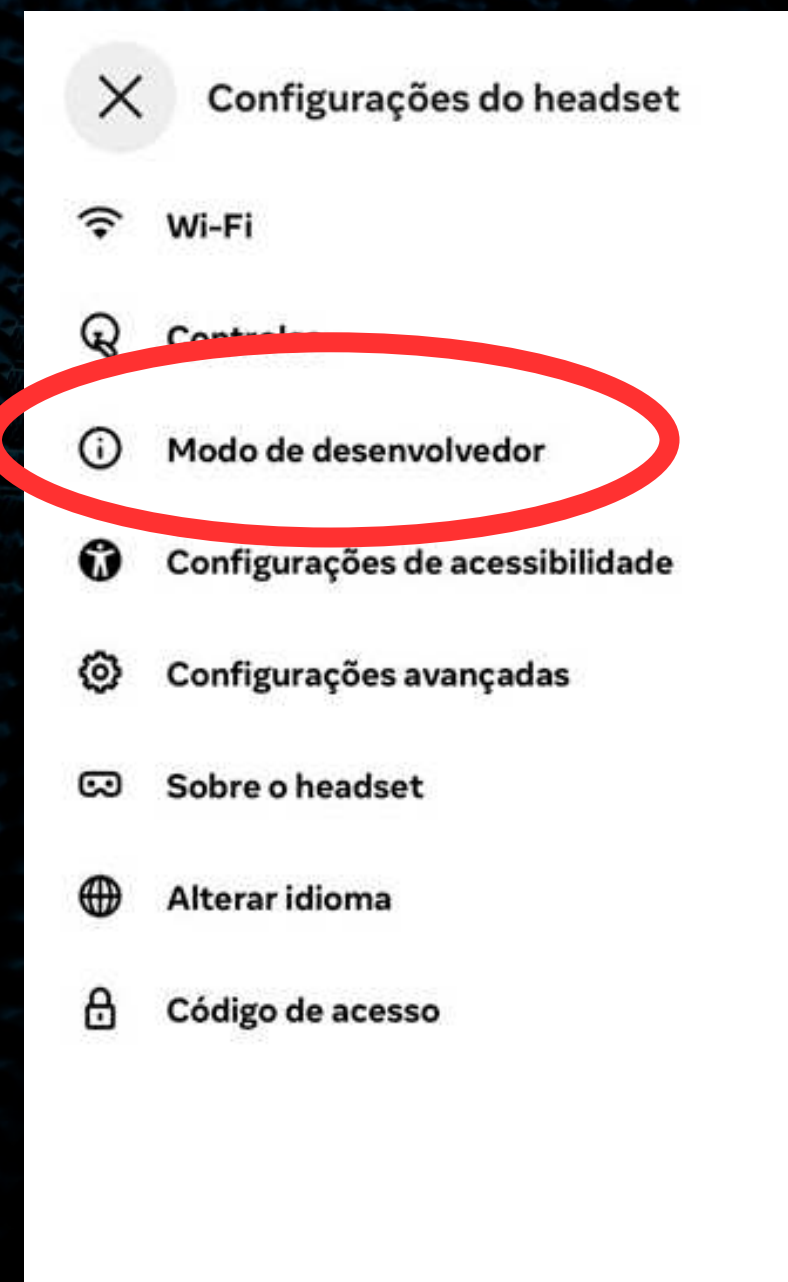 Configurações do headset
Wi-Fi
Controles
Modo de desenvolvedor
Configurações de acessibilidade
Configurações avançadas
Sobre o headset
Alterar idioma
Código de acesso